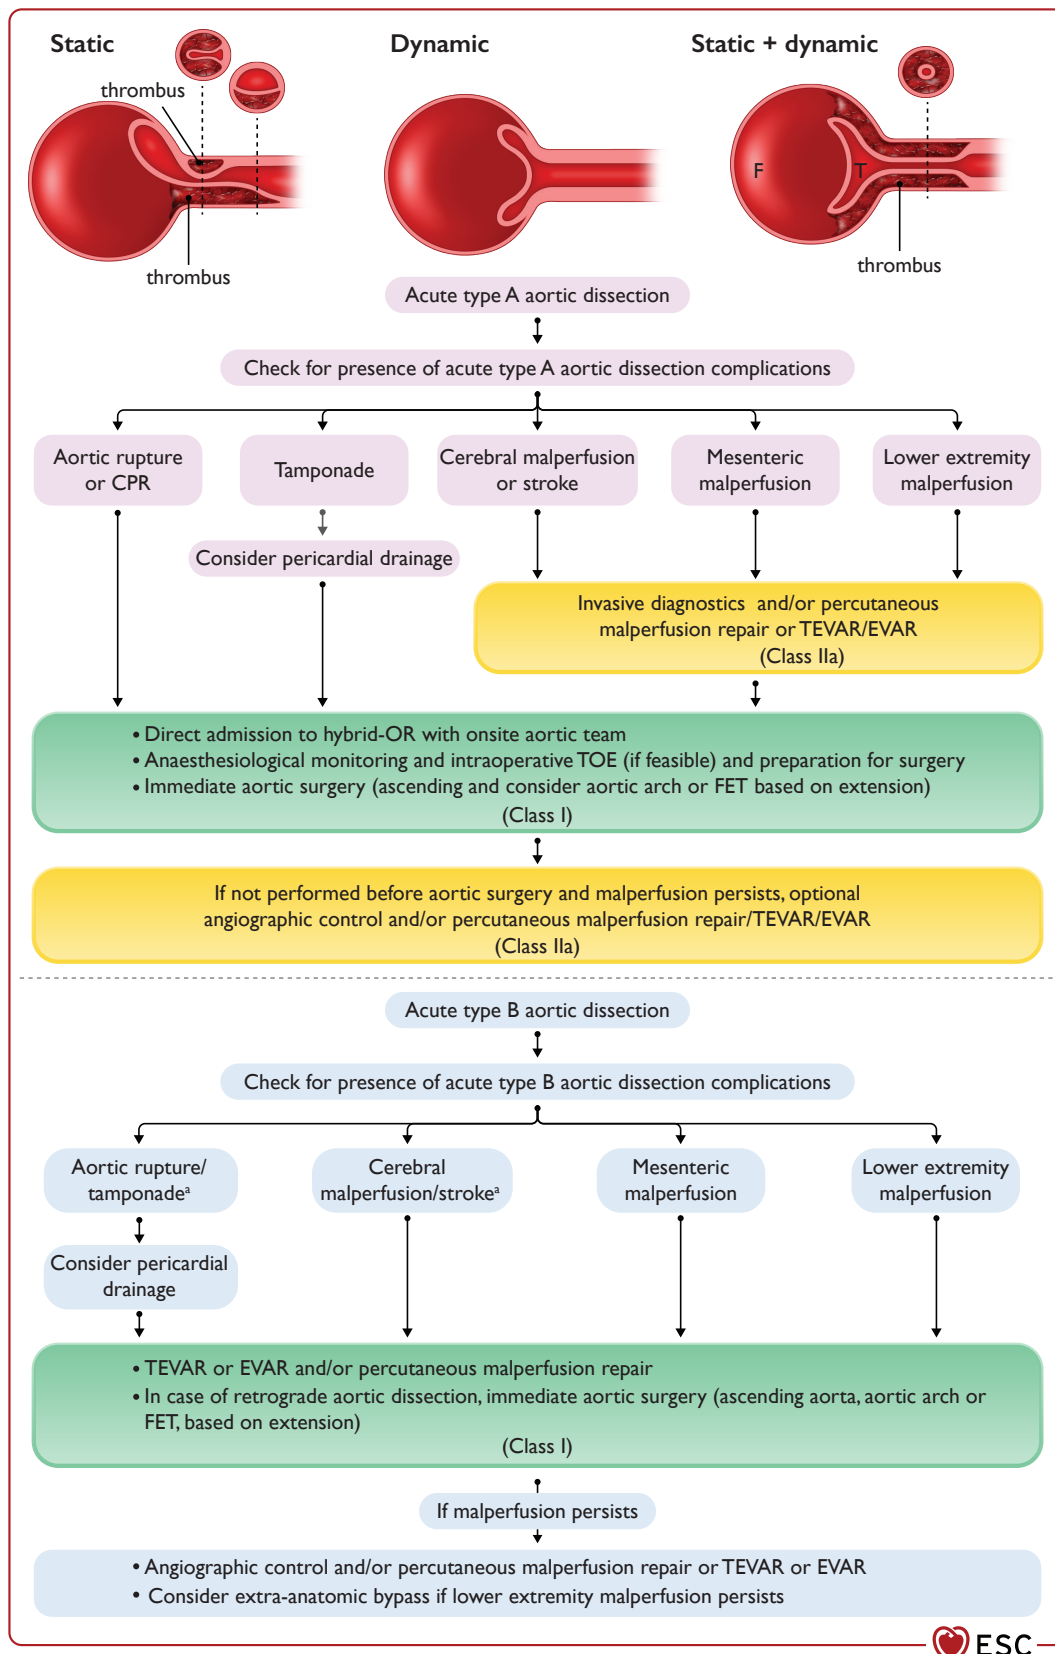 Static
Dynamic
Static + dynamic
thrombus
F
T
thrombus
thrombus
Acute type A aortic dissection
Check for presence of acute type A aortic dissection complications
Aortic rupture
or CPR
Tamponade
Cerebral malperfusion
or stroke
Mesenteric
malperfusion
Lower extremity
malperfusion
Consider pericardial drainage
Invasive diagnostics and/or percutaneous
malperfusion repair or TEVAR/EVAR
(Class IIa)
• Direct admission to hybrid-OR with onsite aortic team
• Anaesthesiological monitoring and intraoperative TOE (if feasible) and preparation for surgery
• Immediate aortic surgery (ascending and consider aortic arch or FET based on extension)
(Class I)
If not performed before aortic surgery and malperfusion persists, optional
angiographic control and/or percutaneous malperfusion repair/TEVAR/EVAR
(Class IIa)
Acute type B aortic dissection
Check for presence of acute type B aortic dissection complications
Aortic rupture/
tamponadeᵃ
Cerebral
malperfusion/strokeᵃ
Mesenteric
malperfusion
Lower extremity
malperfusion
Consider pericardial
drainage
• TEVAR or EVAR and/or percutaneous malperfusion repair
• In case of retrograde aortic dissection, immediate aortic surgery (ascending aorta, aortic arch or
FET, based on extension)
(Class I)
If malperfusion persists
• Angiographic control and/or percutaneous malperfusion repair or TEVAR or EVAR
• Consider extra-anatomic bypass if lower extremity malperfusion persists
ESC